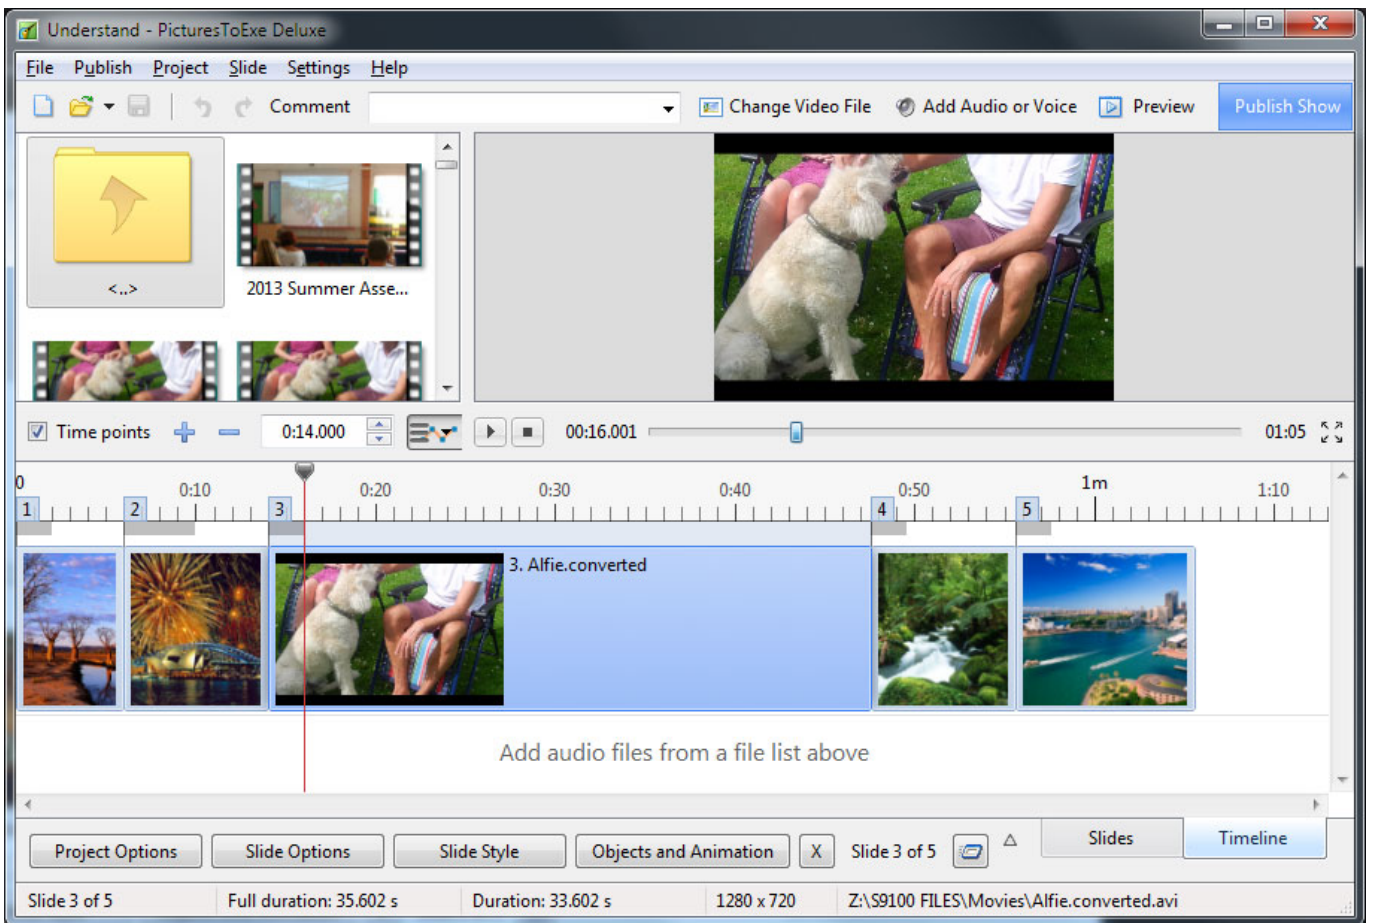 Understand - PicturesToExe Deluxe
File Publish Project Slide Settings Help
Comment Change Video File Add Audio or Voice Preview Publish Show
<..>
2013 Summer Asse...
Time points 0:14.000 00:16.001 01:05
0 0:10 0:20 0:30 0:40 0:50 1m 1:10
1 2 3 4 5
3. Alfie.converted
Add audio files from a file list above
Project Options Slide Options Slide Style Objects and Animation X Slide 3 of 5 Slides Timeline
Slide 3 of 5 Full duration: 35.602 s Duration: 33.602 s 1280 x 720 Z:\S9100 FILES\Movies\Alfie.converted.avi